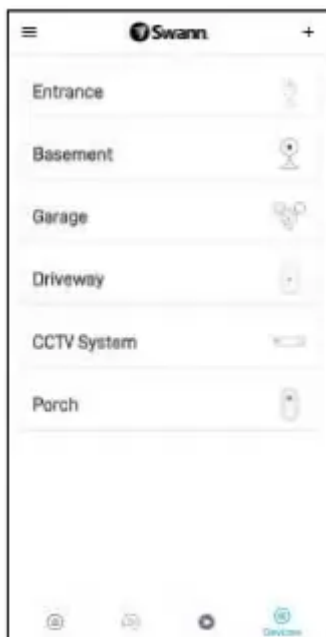 Swann
Entrance
Basement
Garage
Driveway
CCTV System
Porch
Devices